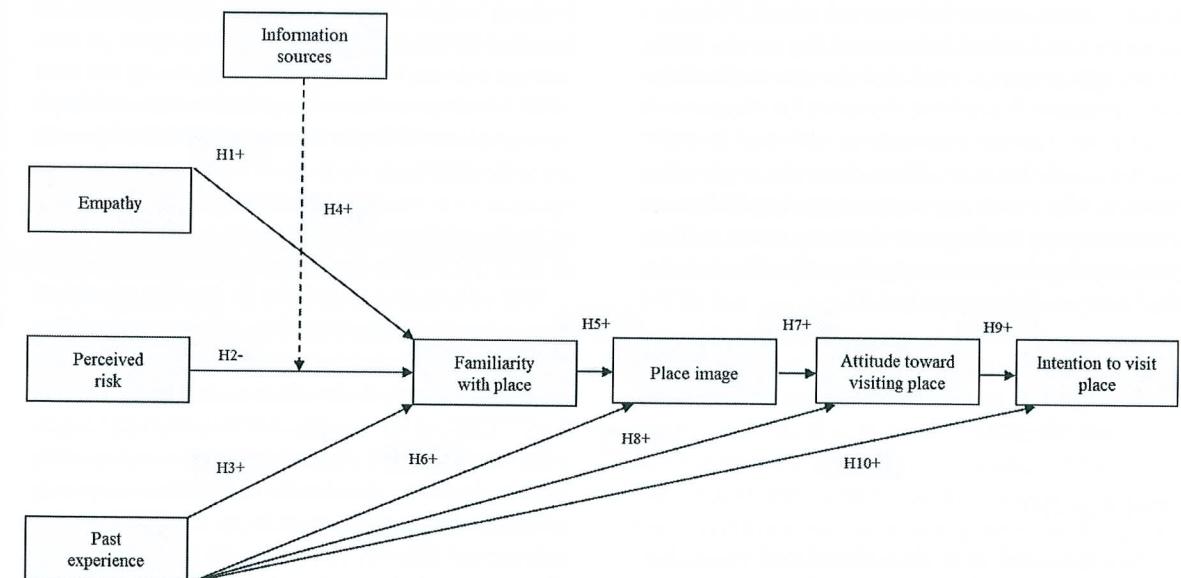 Information
sources
H1+
Empathy
H4+
H2-
Perceived
risk
Familiarity
with place
H5+
Place image
H7+
Attitude toward
visiting place
H9+
Intention to visit
place
H3+
H6+
H8+
H10+
Past
experience